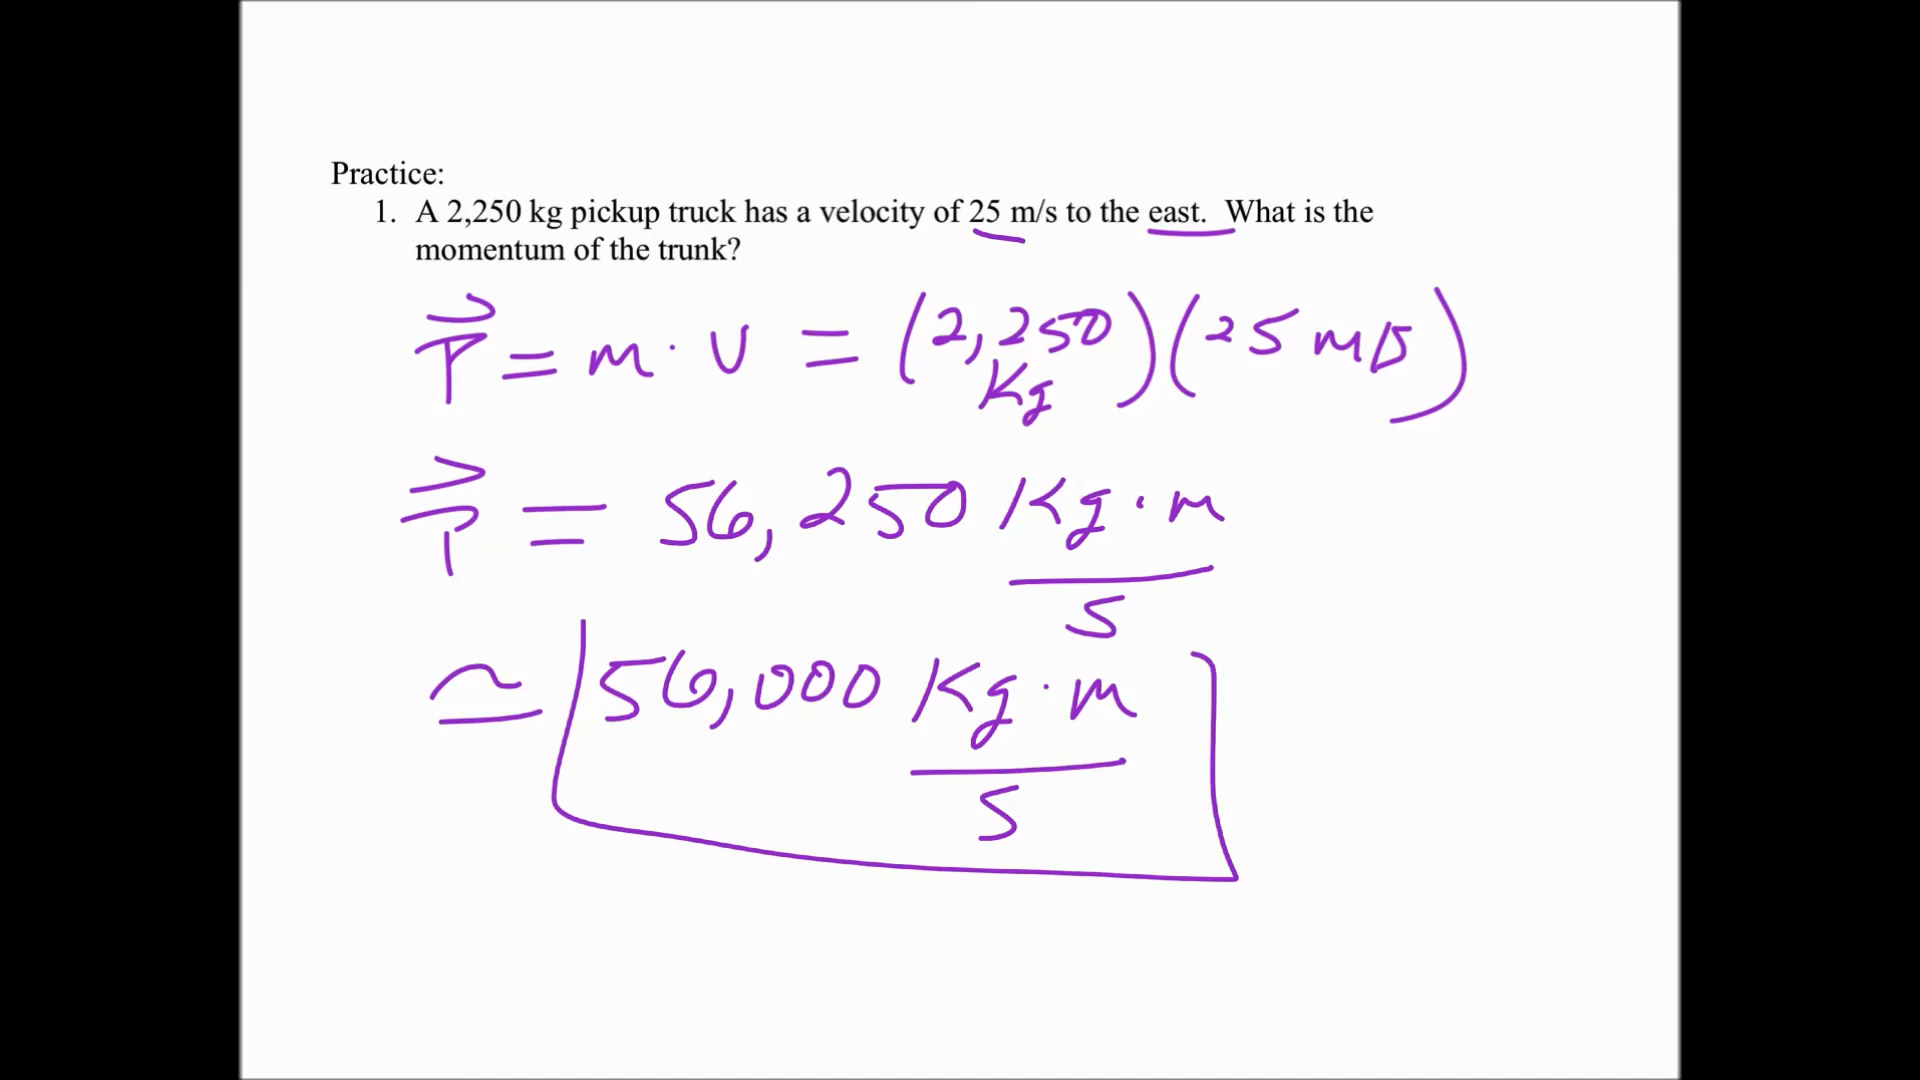 Practice:
1. A 2,250 kg pickup truck has a velocity of 25 m/s to the east. What is the
momentum of the trunk?
P⃗ = m · v = (2,250 Kg)(25 m/s)
P⃗ = 56,250 Kg·m/s
≃ 56,000 Kg·m/s